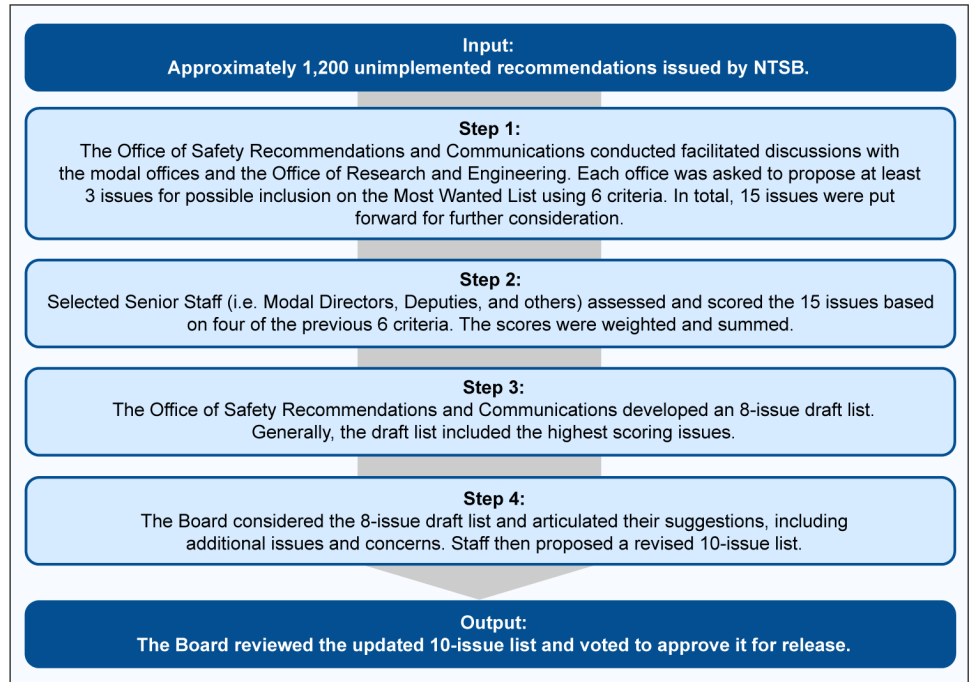 Input:
Approximately 1,200 unimplemented recommendations issued by NTSB.
Step 1:
The Office of Safety Recommendations and Communications conducted facilitated discussions with
the modal offices and the Office of Research and Engineering. Each office was asked to propose at least
3 issues for possible inclusion on the Most Wanted List using 6 criteria. In total, 15 issues were put
forward for further consideration.
Step 2:
Selected Senior Staff (i.e. Modal Directors, Deputies, and others) assessed and scored the 15 issues based
on four of the previous 6 criteria. The scores were weighted and summed.
Step 3:
The Office of Safety Recommendations and Communications developed an 8-issue draft list.
Generally, the draft list included the highest scoring issues.
Step 4:
The Board considered the 8-issue draft list and articulated their suggestions, including
additional issues and concerns. Staff then proposed a revised 10-issue list.
Output:
The Board reviewed the updated 10-issue list and voted to approve it for release.